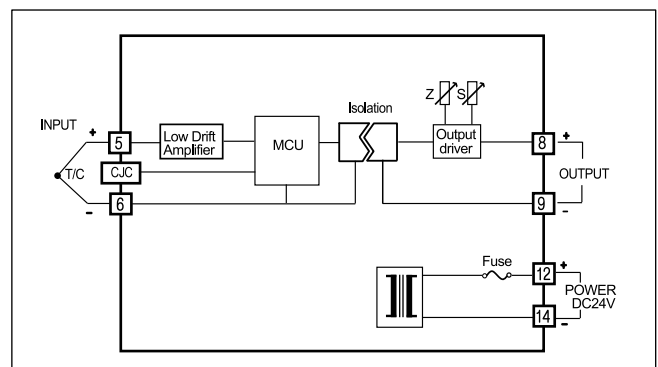 Z S
Isolation
INPUT
+
5
Low Drift
Amplifier
MCU
Output
driver
8
+
T/C
CJC
OUTPUT
-
6
9
-
Fuse
12
+
POWER
DC24V
14
-